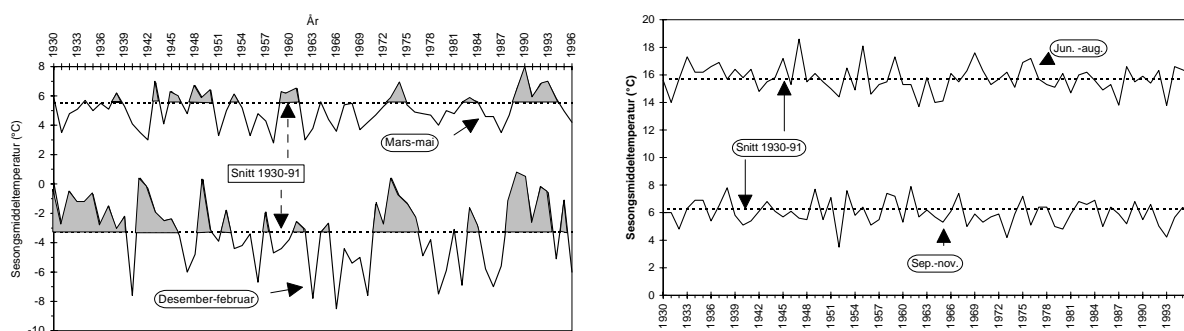 År
1930 1933 1936 1939 1942 1945 1948 1951 1954 1957 1960 1963 1966 1969 1972 1975 1978 1981 1984 1987 1990 1993 1996
Sesongsmiddeltemperatur (°C)
8
6
4
2
0
-2
-4
-6
-8
-10
Mars-mai
Snitt 1930-91
Desember-februar
Sesongsmiddeltemperatur (°C)
20
18
16
14
12
10
8
6
4
2
0
Jun. -aug.
Snitt 1930-91
Sep.-nov.
1930 1933 1936 1939 1942 1945 1948 1951 1954 1957 1960 1963 1966 1969 1972 1975 1978 1981 1984 1987 1990 1993